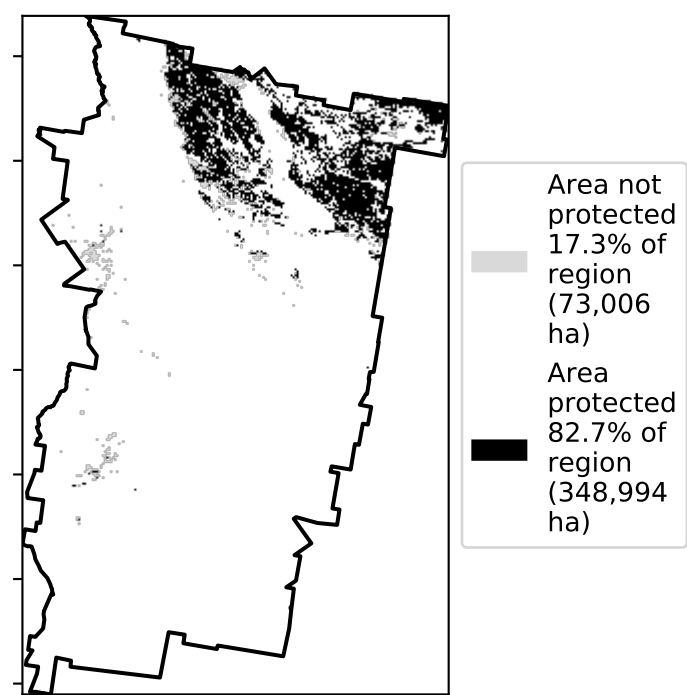 Area not
protected
17.3% of
region
(73,006
ha)
Area
protected
82.7% of
region
(348,994
ha)